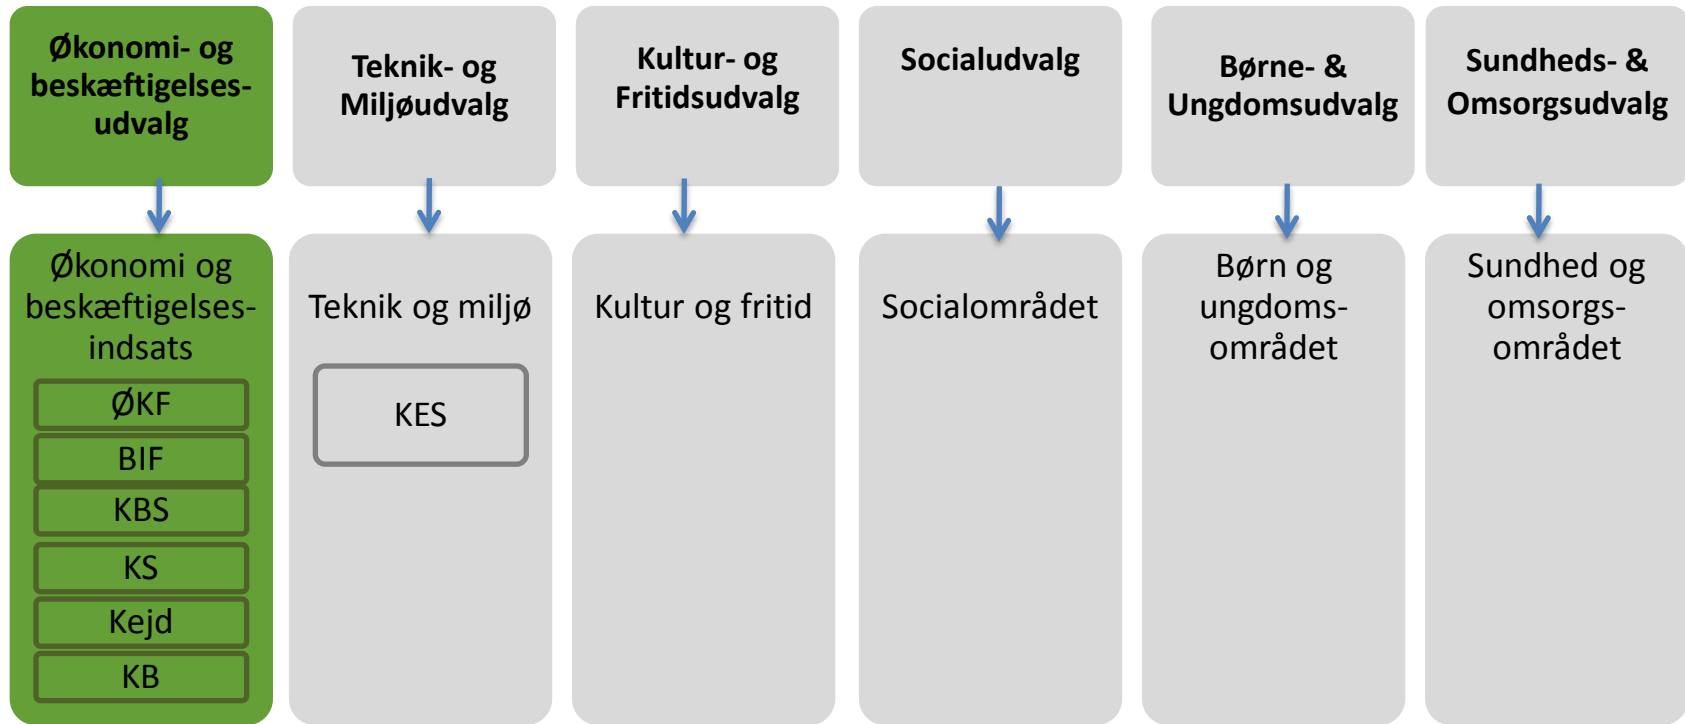 Økonomi- og
beskæftigelses-
udvalg
Teknik- og
Miljøudvalg
Kultur- og
Fritidsudvalg
Socialudvalg
Børne- &
Ungdomsudvalg
Sundheds- &
Omsorgsudvalg
Økonomi og
beskæftigelses-
indsats
ØKF
BIF
KBS
KS
Kejd
KB
Teknik og miljø
KES
Kultur og fritid
Socialområdet
Børn og
ungdoms-
området
Sundhed og
omsorgs-
området